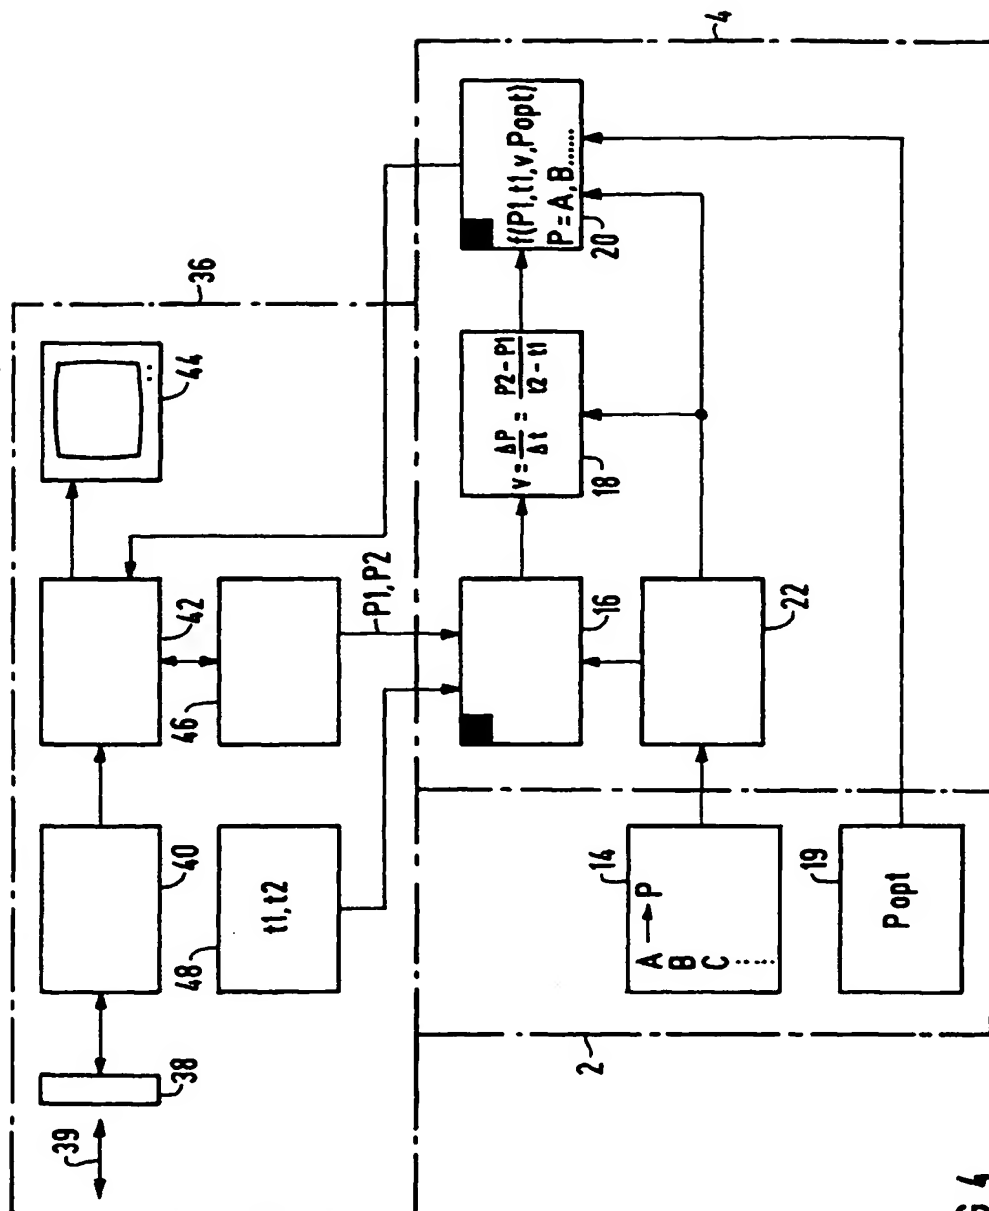 39
38
40
42
44
36
48
46
t1,t2
P1,P2
16
v = ΔP/Δt = P2-P1/t2-t1
18
f(P1,t1,v,Popt)
P=A,B......
20
2
14
A → P
B
C ......
22
19
Popt
4
G 4